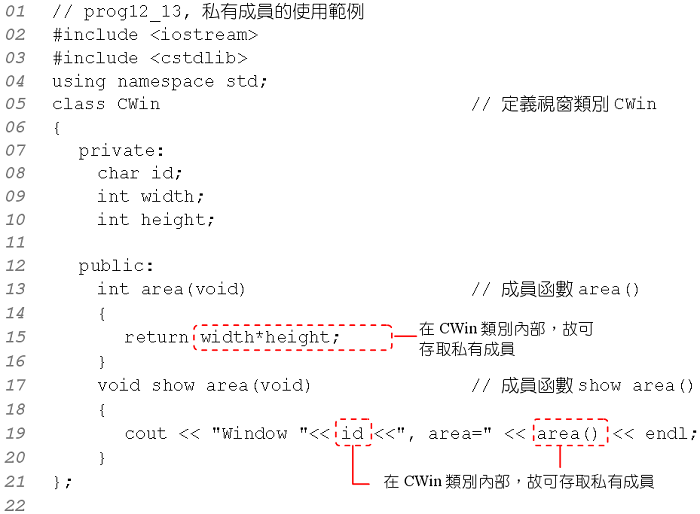 01 // prog12_13, 私有成員的使用範例
02 #include <iostream>
03 #include <cstdlib>
04 using namespace std;
05 class CWin // 定義視窗類別 CWin
06 {
07 private:
08 char id;
09 int width;
10 int height;
11
12 public:
13 int area(void) // 成員函數 area()
14 {
15 return width*height;
在 CWin 類別內部，故可
存取私有成員
16 }
17 void show area(void) // 成員函數 show area()
18 {
19 cout << "Window "<< id <<", area=" << area() << endl;
20 }
在 CWin 類別內部，故可存取私有成員
21 };
22